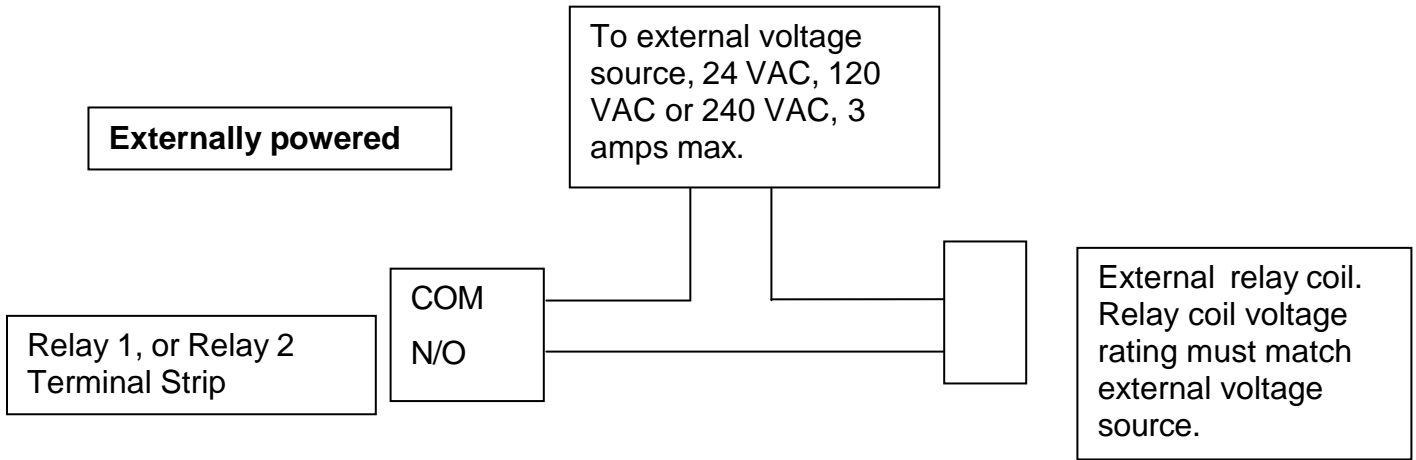 To external voltage
source, 24 VAC, 120
VAC or 240 VAC, 3
amps max.
Externally powered
COM
N/O
Relay 1, or Relay 2
Terminal Strip
External relay coil.
Relay coil voltage
rating must match
external voltage
source.